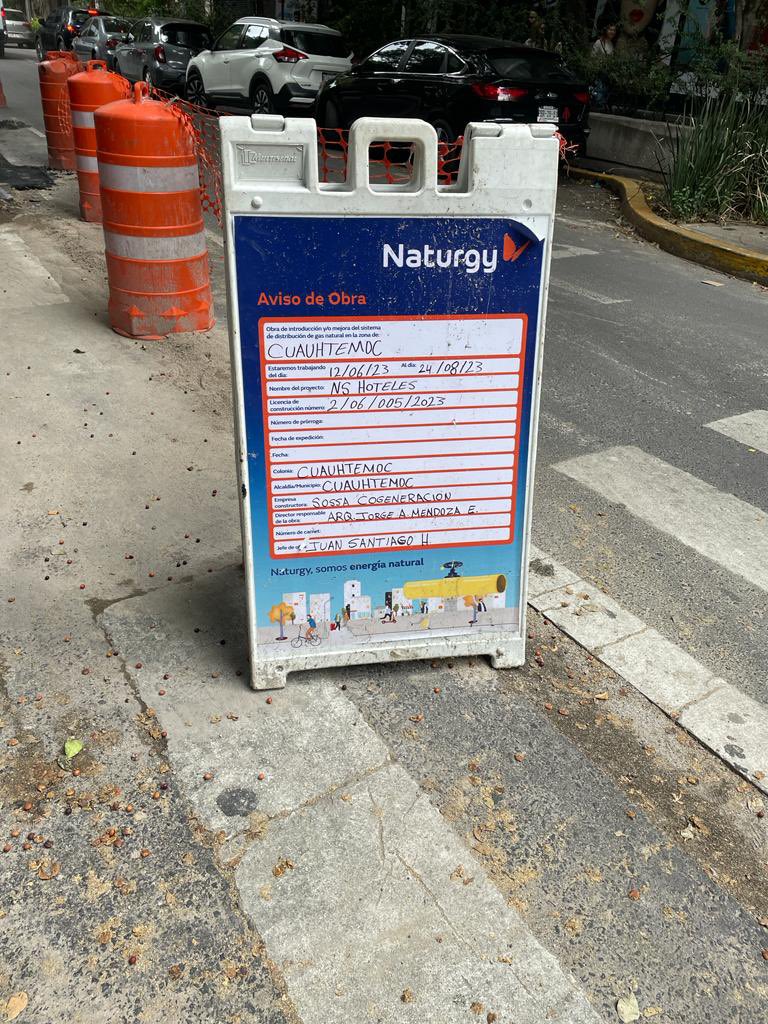 Naturgy
Aviso de Obra
Obra de introducción y/o mejora del sistema
de distribución de gas natural en la zona de:
CUAUHTEMOC
Estaremos trabajando
del día: 12/06/23 Al día: 24/08/23
Nombre del proyecto: NS HOTELES
Licencia de
construcción número: 2/06/005/2023
Número de prórroga:
Fecha de expedición:
Fecha:
Colonia: CUAUHTEMOC
Alcaldía/Municipio: CUAUHTEMOC
Empresa
constructora: SOSSA COGENERACIÓN
Director responsable
de la obra: ARQ. JORGE A. MENDOZA E.
Número de carnet:
Jefe de JUAN SANTIAGO H.
Naturgy, somos energía natural